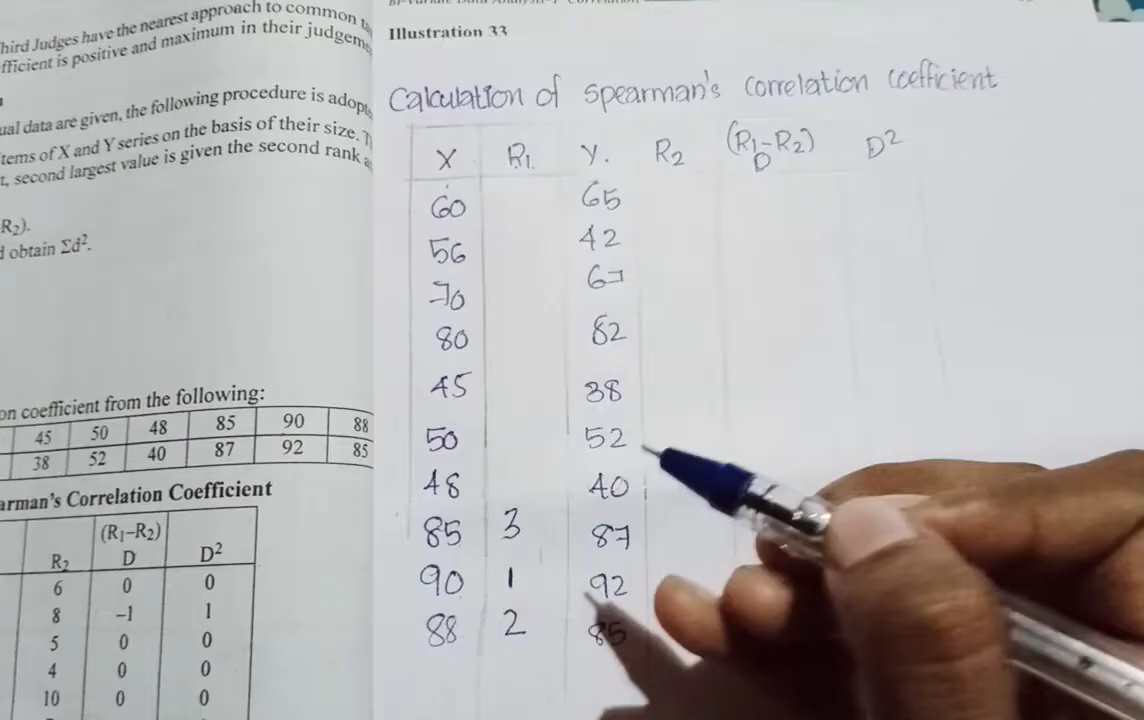 hird Judges have the nearest approach to common
fficient is positive and maximum in their judgeme
ual data are given, the following procedure is adopt
tems of X and Y series on the basis of their size.
t, second largest value is given the second rank a
R₂).
d obtain Σd².
on coefficient from the following:
45 50 48 85 90 88
38 52 40 87 92 85
arman's Correlation Coefficient
R₂ (R₁–R₂) D D²
6 0 0
8 –1 1
5 0 0
4 0 0
10 0 0
Illustration 33
Calculation of Spearman's Correlation Coefficient
X R₁ Y. R₂ (R₁-R₂) D D²
60 65
56 42
70 67
80 82
45 38
50 52
48 40
85 3 87
90 1 92
88 2 85